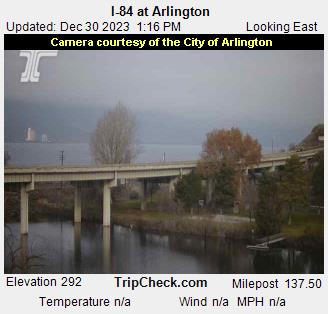 I-84 at Arlington
Updated: Dec 30 2023 1:16 PM Looking East
Camera courtesy of the City of Arlington
Elevation 292 TripCheck.com Milepost 137.50
Temperature n/a Wind n/a MPH n/a